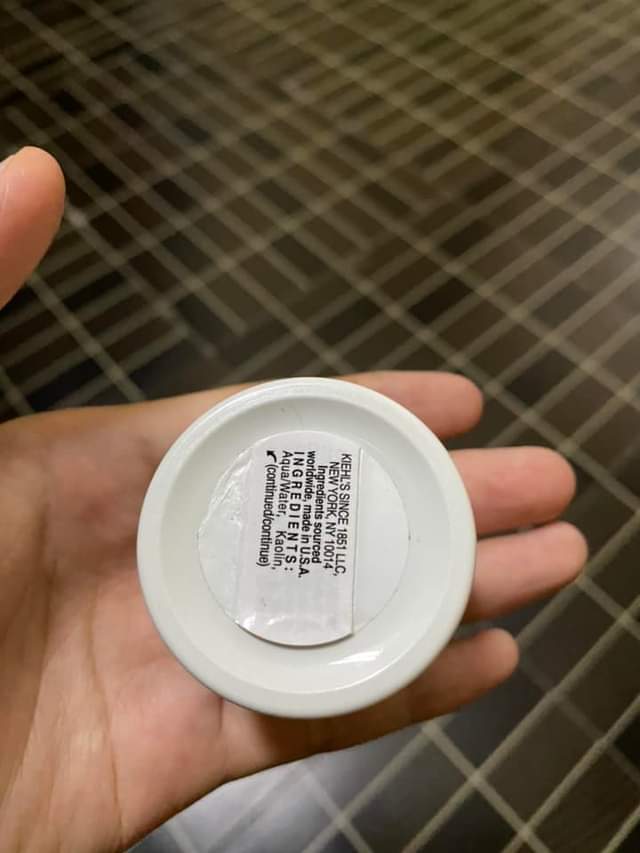 KIEHL'S SINCE 1851 LLC,
NEW YORK, NY 10014
Ingredients sourced
worldwide, made in U.S.A.
INGREDIENTS:
Aqua/Water, Kaolin,
(continued/continue)